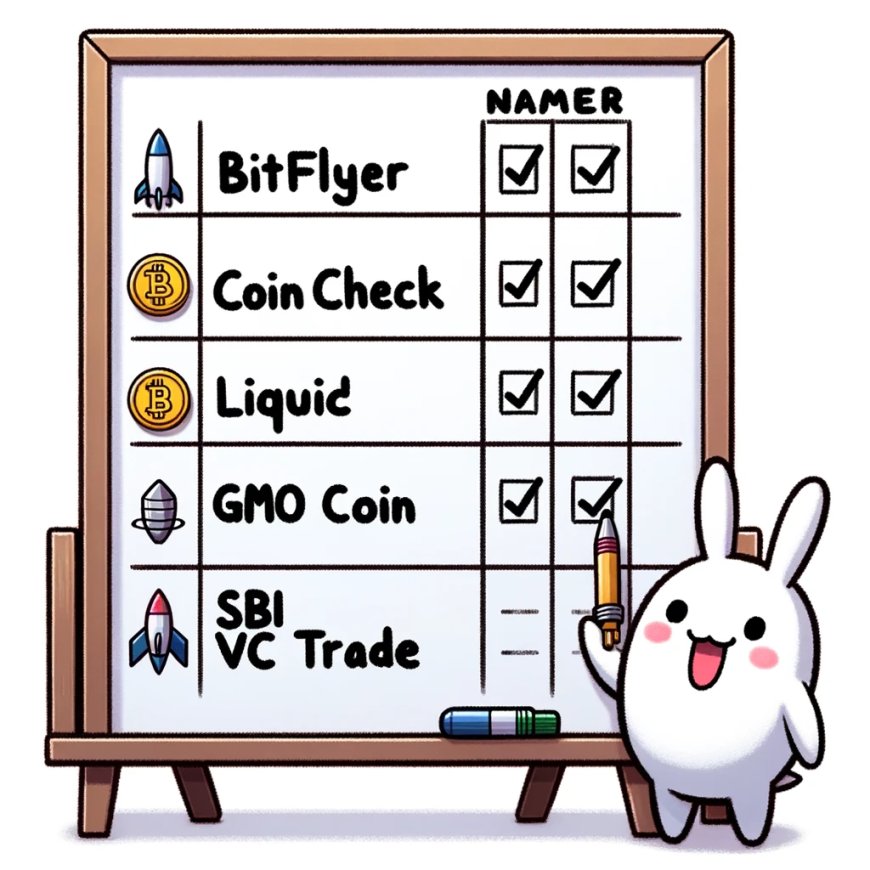 NAMER
BitFlyer
Coin Check
Liquid
GMO Coin
SBI
VC Trade